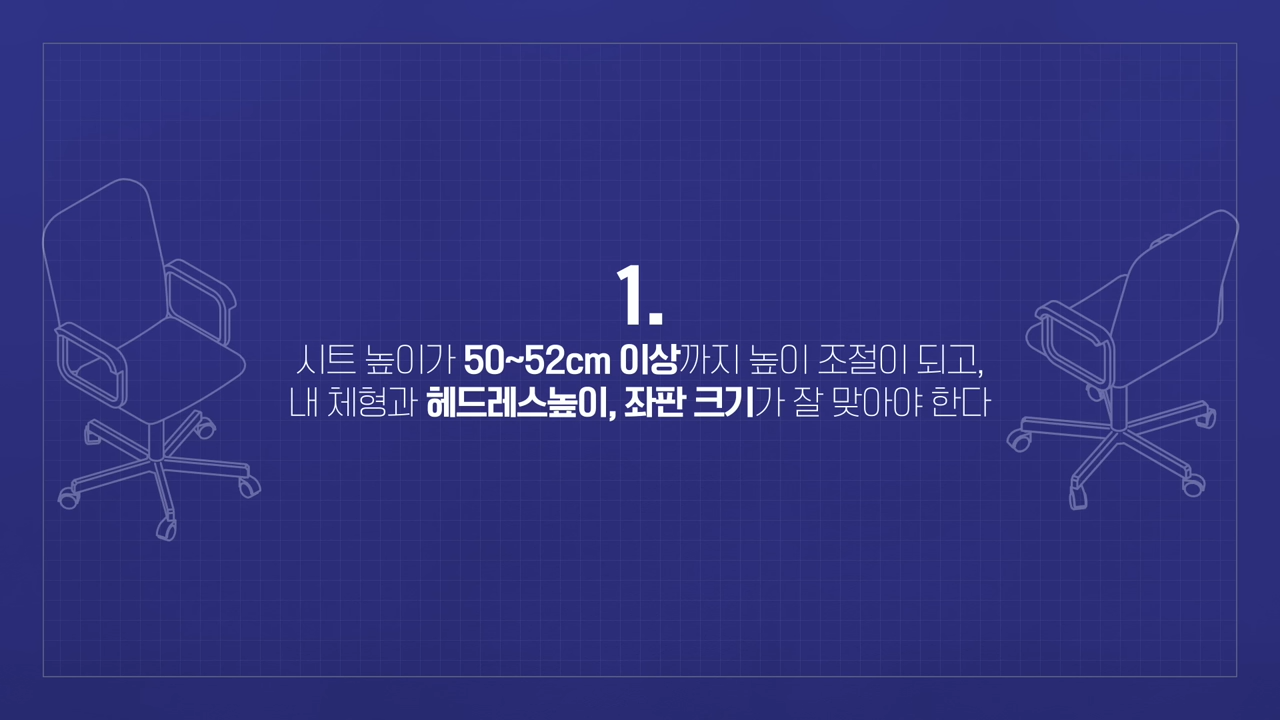 1.
시트 높이가 50~52cm 이상까지 높이 조절이 되고,
내 체형과 헤드레스높이, 좌판 크기가 잘 맞아야 한다